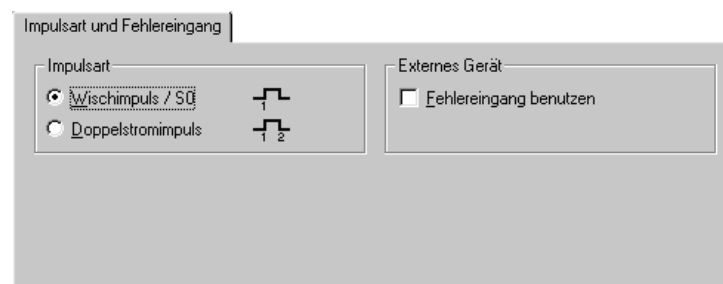 Impulsart und Fehlereingang
Impulsart
Wischimpuls / S0
1
Doppelstromimpuls
1 2
Externes Gerät
Fehlereingang benutzen